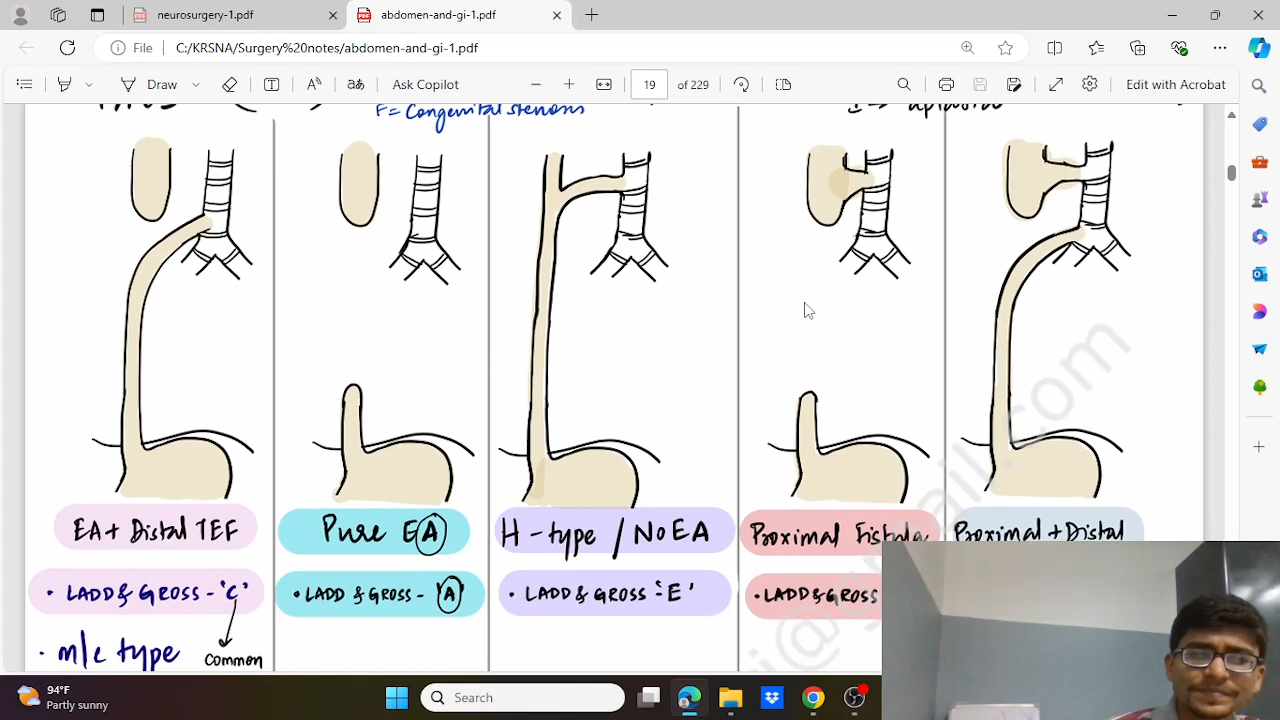 neurosurgery-1.pdf
abdomen-and-gi-1.pdf
File
C:/KRSNA/Surgery%20notes/abdomen-and-gi-1.pdf
Draw
Ask Copilot
19
of 229
Edit with Acrobat
F = Congenital stenosis
EA + Distal TEF
Pure EA
H-type / No EA
Proximal Fistula
Proximal + Distal
• LADD & GROSS - 'C'
• LADD & GROSS - 'A'
• LADD & GROSS - 'E'
• LADD & GROSS
• m/c type
Common
@gmail.com
94°F
Partly sunny
Search